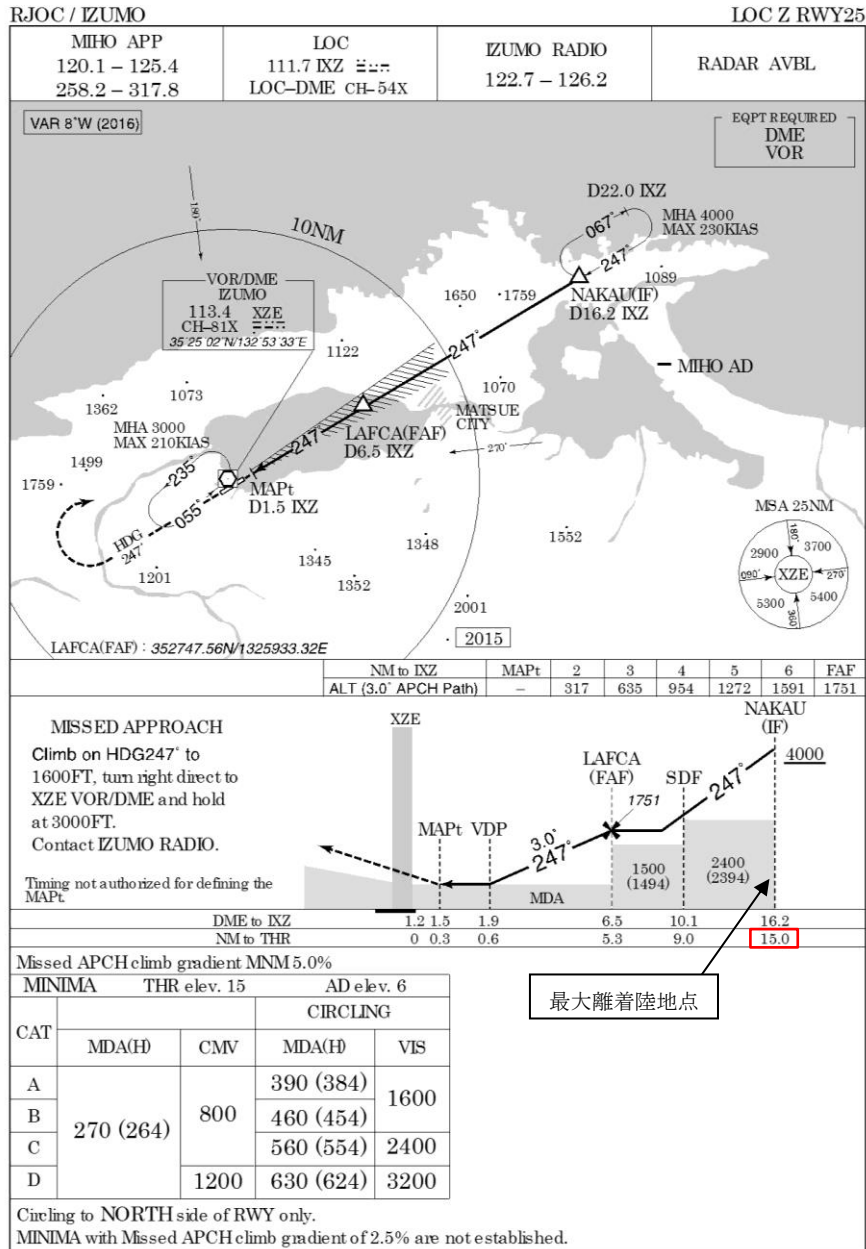 RJOC / IZUMO
LOC Z RWY25
MIHO APP
120.1 – 125.4
258.2 – 317.8
LOC
111.7 IXZ
LOC–DME CH–54X
IZUMO RADIO
122.7 – 126.2
RADAR AVBL
VAR 8°W (2016)
EQPT REQUIRED
DME
VOR
180°
10NM
D22.0 IXZ
067°
MHA 4000
MAX 230KIAS
247°
1089
NAKAU(IF)
D16.2 IXZ
VOR/DME
IZUMO
113.4 XZE
CH–81X
35 25 02"N/132 53 33"E
1650
1759
247°
1122
MIHO AD
1070
MATSUE
CITY
1073
1362
MHA 3000
MAX 210KIAS
247°
LAFCA(FAF)
D6.5 IXZ
270°
1499
1759
235°
055°
MAPt
D1.5 IXZ
HDG
247°
1201
1345
1352
1348
1552
2001
2015
MSA 25NM
180°
2900
3700
090°
XZE
270°
5300
5400
360°
LAFCA(FAF) : 352747.56N/1325933.32E
NM to IXZ MAPt 2 3 4 5 6 FAF
ALT (3.0° APCH Path) – 317 635 954 1272 1591 1751
MISSED APPROACH
Climb on HDG247° to
1600FT, turn right direct to
XZE VOR/DME and hold
at 3000FT.
Contact IZUMO RADIO.
Timing not authorized for defining the
MAPt.
XZE
NAKAU
(IF)
4000
LAFCA
(FAF)
SDF
247°
1751
MAPt
VDP
3.0°
247°
1500
(1494)
2400
(2394)
MDA
DME to IXZ 1.2 1.5 1.9 6.5 10.1 16.2
NM to THR 0 0.3 0.6 5.3 9.0 15.0
Missed APCH climb gradient MNM 5.0%
最大離着陸地点
MINIMA THR elev. 15 AD elev. 6
CAT
CIRCLING
MDA(H) CMV MDA(H) VIS
A 270 (264) 800 390 (384) 1600
B 460 (454)
C 560 (554) 2400
D 1200 630 (624) 3200
Circling to NORTH side of RWY only.
MINIMA with Missed APCH climb gradient of 2.5% are not established.